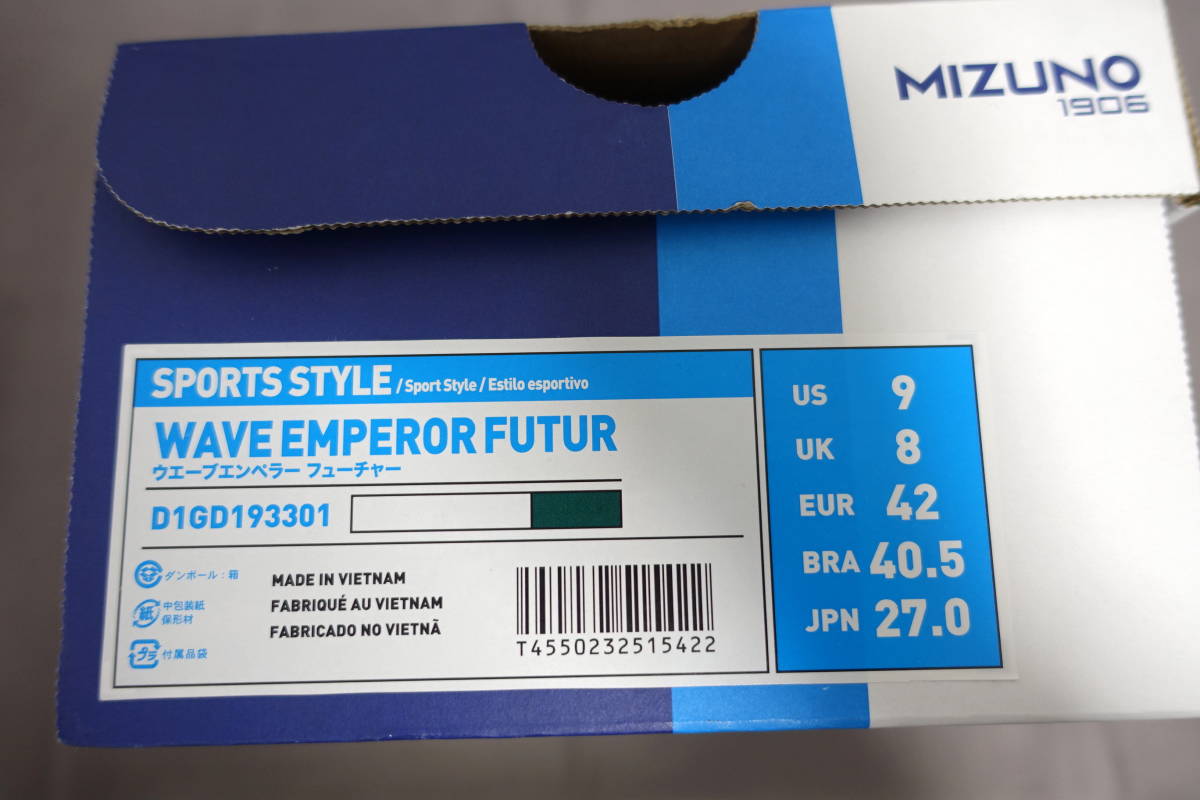 MIZUNO
1906
SPORTS STYLE / Sport Style / Estilo esportivo
WAVE EMPEROR FUTUR
ウエーブエンペラー フューチャー
D1GD193301
ダンボール：箱
紙 中包装紙
保形材
プラ 付属品袋
MADE IN VIETNAM
FABRIQUÉ AU VIETNAM
FABRICADO NO VIETNÃ
T4550232515422
US 9
UK 8
EUR 42
BRA 40.5
JPN 27.0